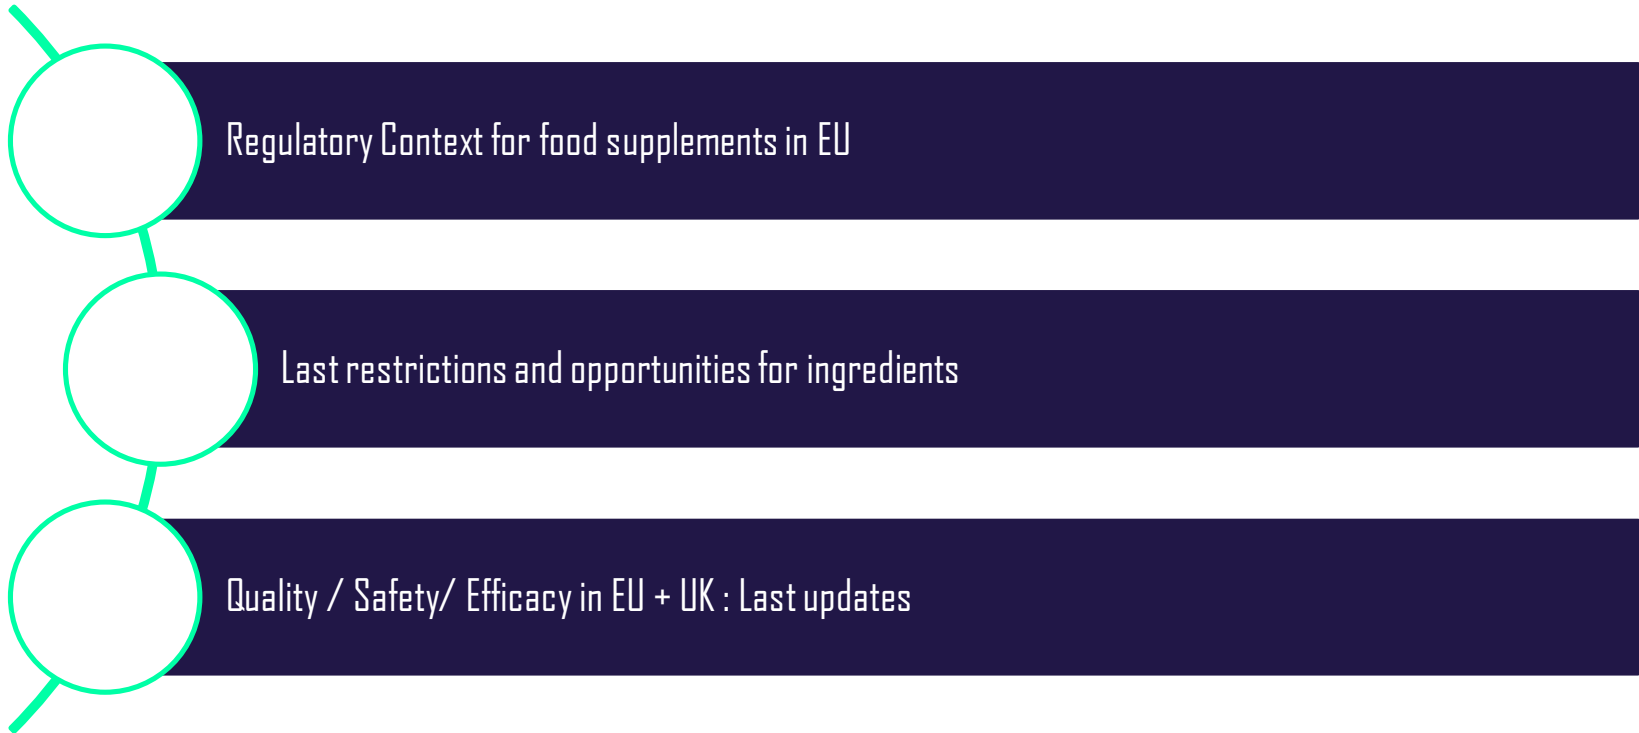 Regulatory Context for food supplements in EU
Last restrictions and opportunities for ingredients
Quality / Safety/ Efficacy in EU + UK : Last updates